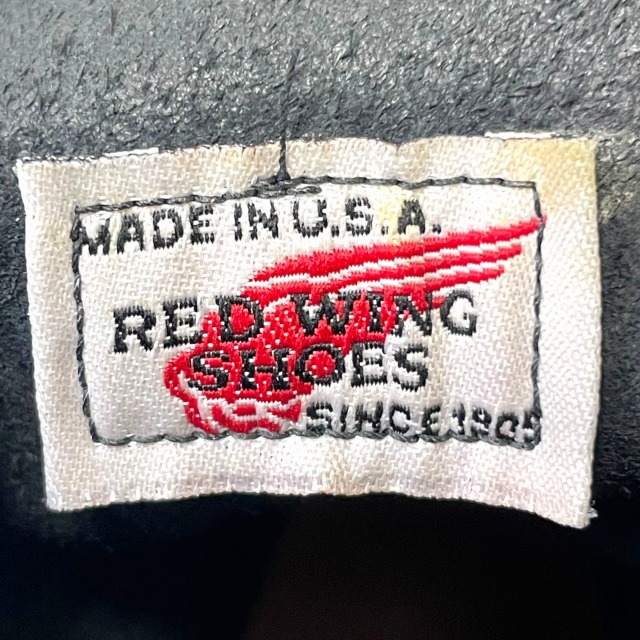 MADE IN U.S.A.
RED WING
SHOES
SINCE 1905